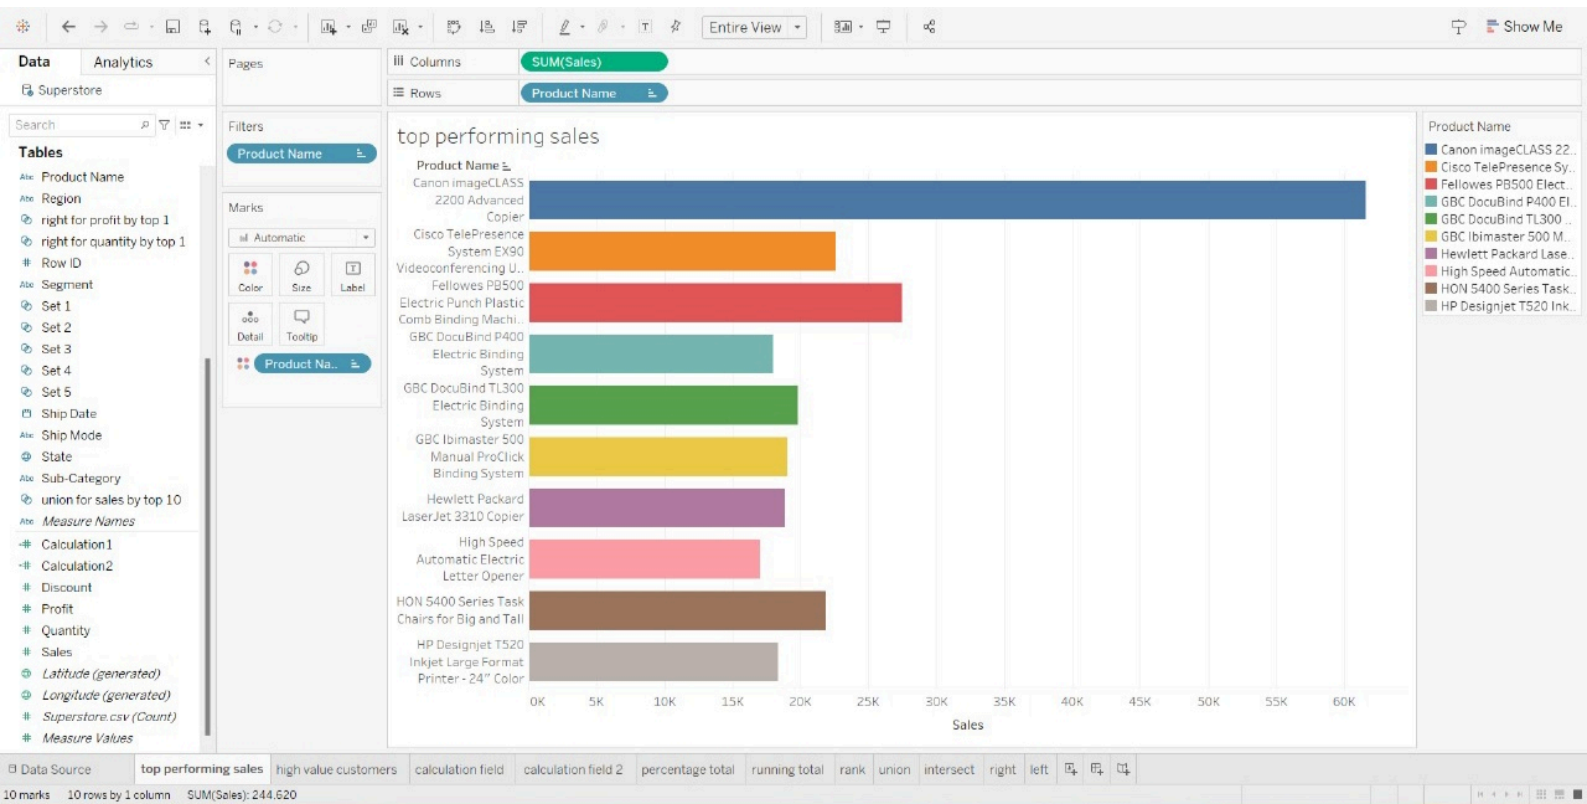 Entire View
Show Me
Data
Analytics
Superstore
Search
Tables
Abc Product Name
Abc Region
right for profit by top 1
right for quantity by top 1
# Row ID
Abc Segment
Set 1
Set 2
Set 3
Set 4
Set 5
Ship Date
Abc Ship Mode
State
Abc Sub-Category
union for sales by top 10
Abc Measure Names
=# Calculation1
=# Calculation2
# Discount
# Profit
# Quantity
# Sales
Latitude (generated)
Longitude (generated)
# Superstore.csv (Count)
# Measure Values
Pages
Filters
Product Name
Marks
Automatic
Color
Size
Label
Detail
Tooltip
Product Na..
Columns
SUM(Sales)
Rows
Product Name
top performing sales
Product Name
Canon imageCLASS
2200 Advanced
Copier
Cisco TelePresence
System EX90
Videoconferencing U..
Fellowes PB500
Electric Punch Plastic
Comb Binding Machi..
GBC DocuBind P400
Electric Binding
System
GBC DocuBind TL300
Electric Binding
System
GBC Ibimaster 500
Manual ProClick
Binding System
Hewlett Packard
LaserJet 3310 Copier
High Speed
Automatic Electric
Letter Opener
HON 5400 Series Task
Chairs for Big and Tall
HP Designjet T520
Inkjet Large Format
Printer - 24" Color
0K 5K 10K 15K 20K 25K 30K 35K 40K 45K 50K 55K 60K
Sales
Product Name
Canon imageCLASS 22..
Cisco TelePresence Sy..
Fellowes PB500 Elect..
GBC DocuBind P400 El..
GBC DocuBind TL300 ..
GBC Ibimaster 500 M..
Hewlett Packard Lase..
High Speed Automatic..
HON 5400 Series Task..
HP Designjet T520 Ink..
Data Source
top performing sales
high value customers
calculation field
calculation field 2
percentage total
running total
rank
union
intersect
right
left
10 marks
10 rows by 1 column
SUM(Sales): 244.620